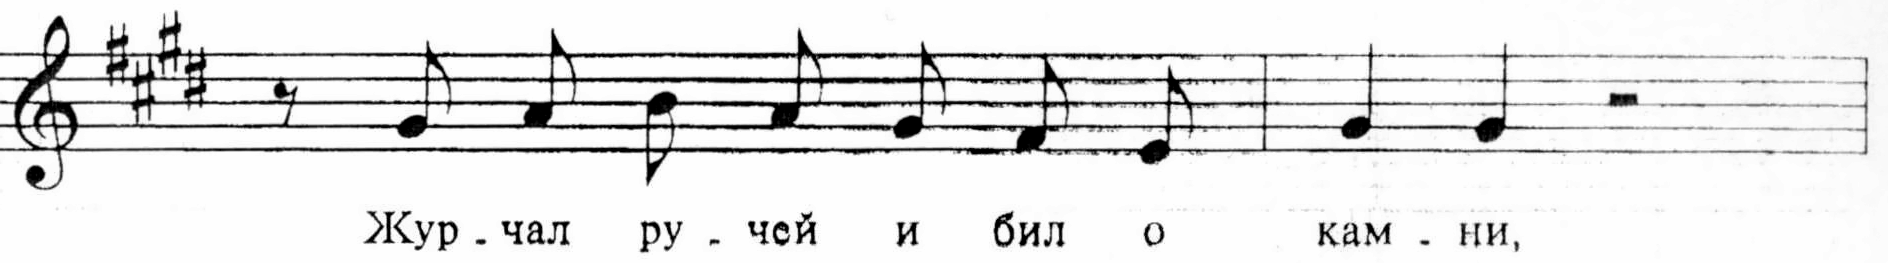 Жур - чал ру - чей и бил о кам - ни,